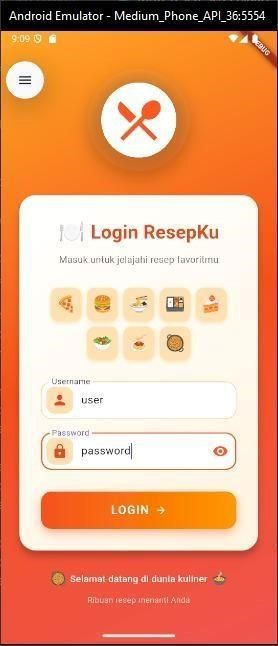 Android Emulator - Medium_Phone_API_36:5554
9:09
DEBUG
Login ResepKu
Masuk untuk jelajahi resep favoritmu
Username
user
Password
password
LOGIN →
Selamat datang di dunia kuliner
Ribuan resep menanti Anda